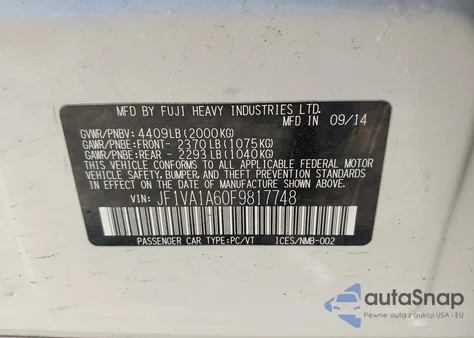 MFD BY FUJI HEAVY INDUSTRIES LTD.
MFD IN 09/14
GVWR/PNBV: 4409LB(2000KG)
GAWR/PNBE:FRONT- 2370LB(1075KG)
GAWR/PNBE:REAR - 2293LB(1040KG)
THIS VEHICLE CONFORMS TO ALL APPLICABLE FEDERAL MOTOR
VEHICLE SAFETY, BUMPER, AND THEFT PREVENTION STANDARDS
IN EFFECT ON THE DATE OF MANUFACTURE SHOWN ABOVE.
VIN: JF1VA1A60F9817748
PASSENGER CAR TYPE:PC/VT ICES/NMB-002
autoSnap
Pewne auta z aukcji USA - EU